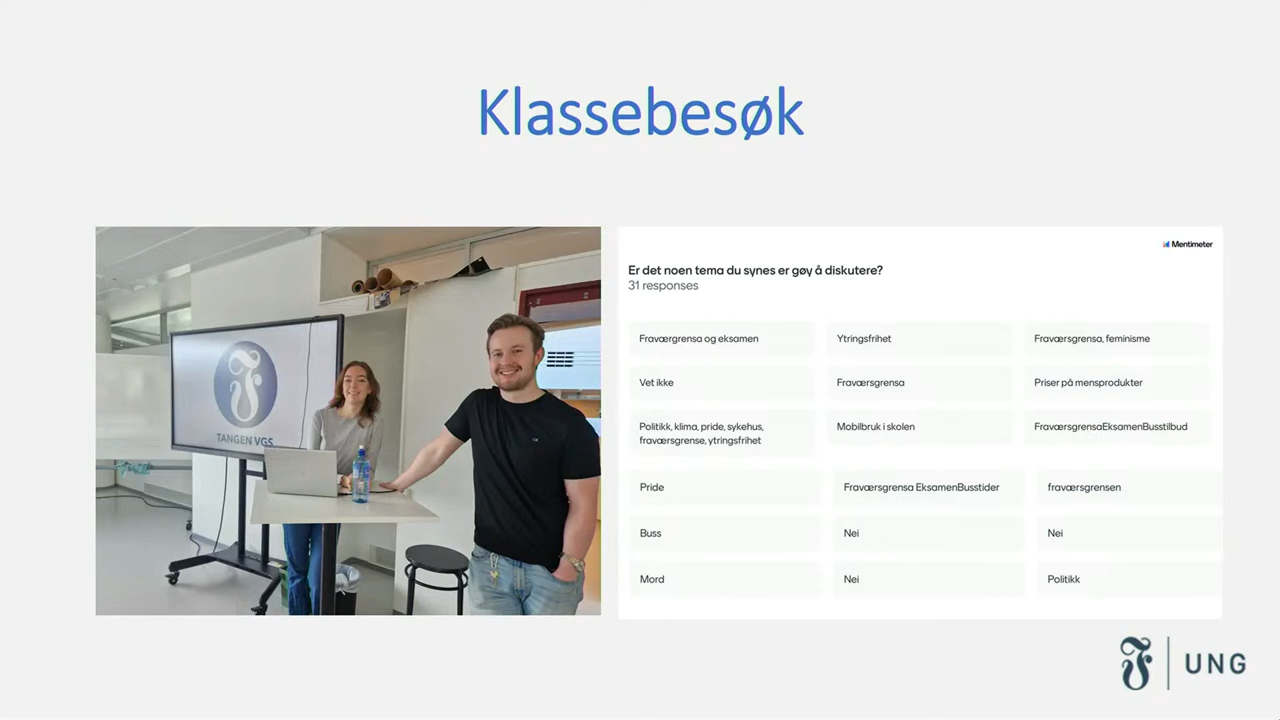 Klassebesøk
TANGEN VGS
Mentimeter
Er det noen tema du synes er gøy å diskutere?
31 responses
Fraværgrensa og eksamen
Ytringsfrihet
Fraværsgrensa, feminisme
Vet ikke
Fraværsgrensa
Priser på mensprodukter
Politikk, klima, pride, sykehus,
fraværsgrense, ytringsfrihet
Mobilbruk i skolen
FraværsgrensaEksamenBusstilbud
Pride
Fraværsgrensa EksamenBusstider
fraværsgrensen
Buss
Nei
Nei
Mord
Nei
Politikk
UNG